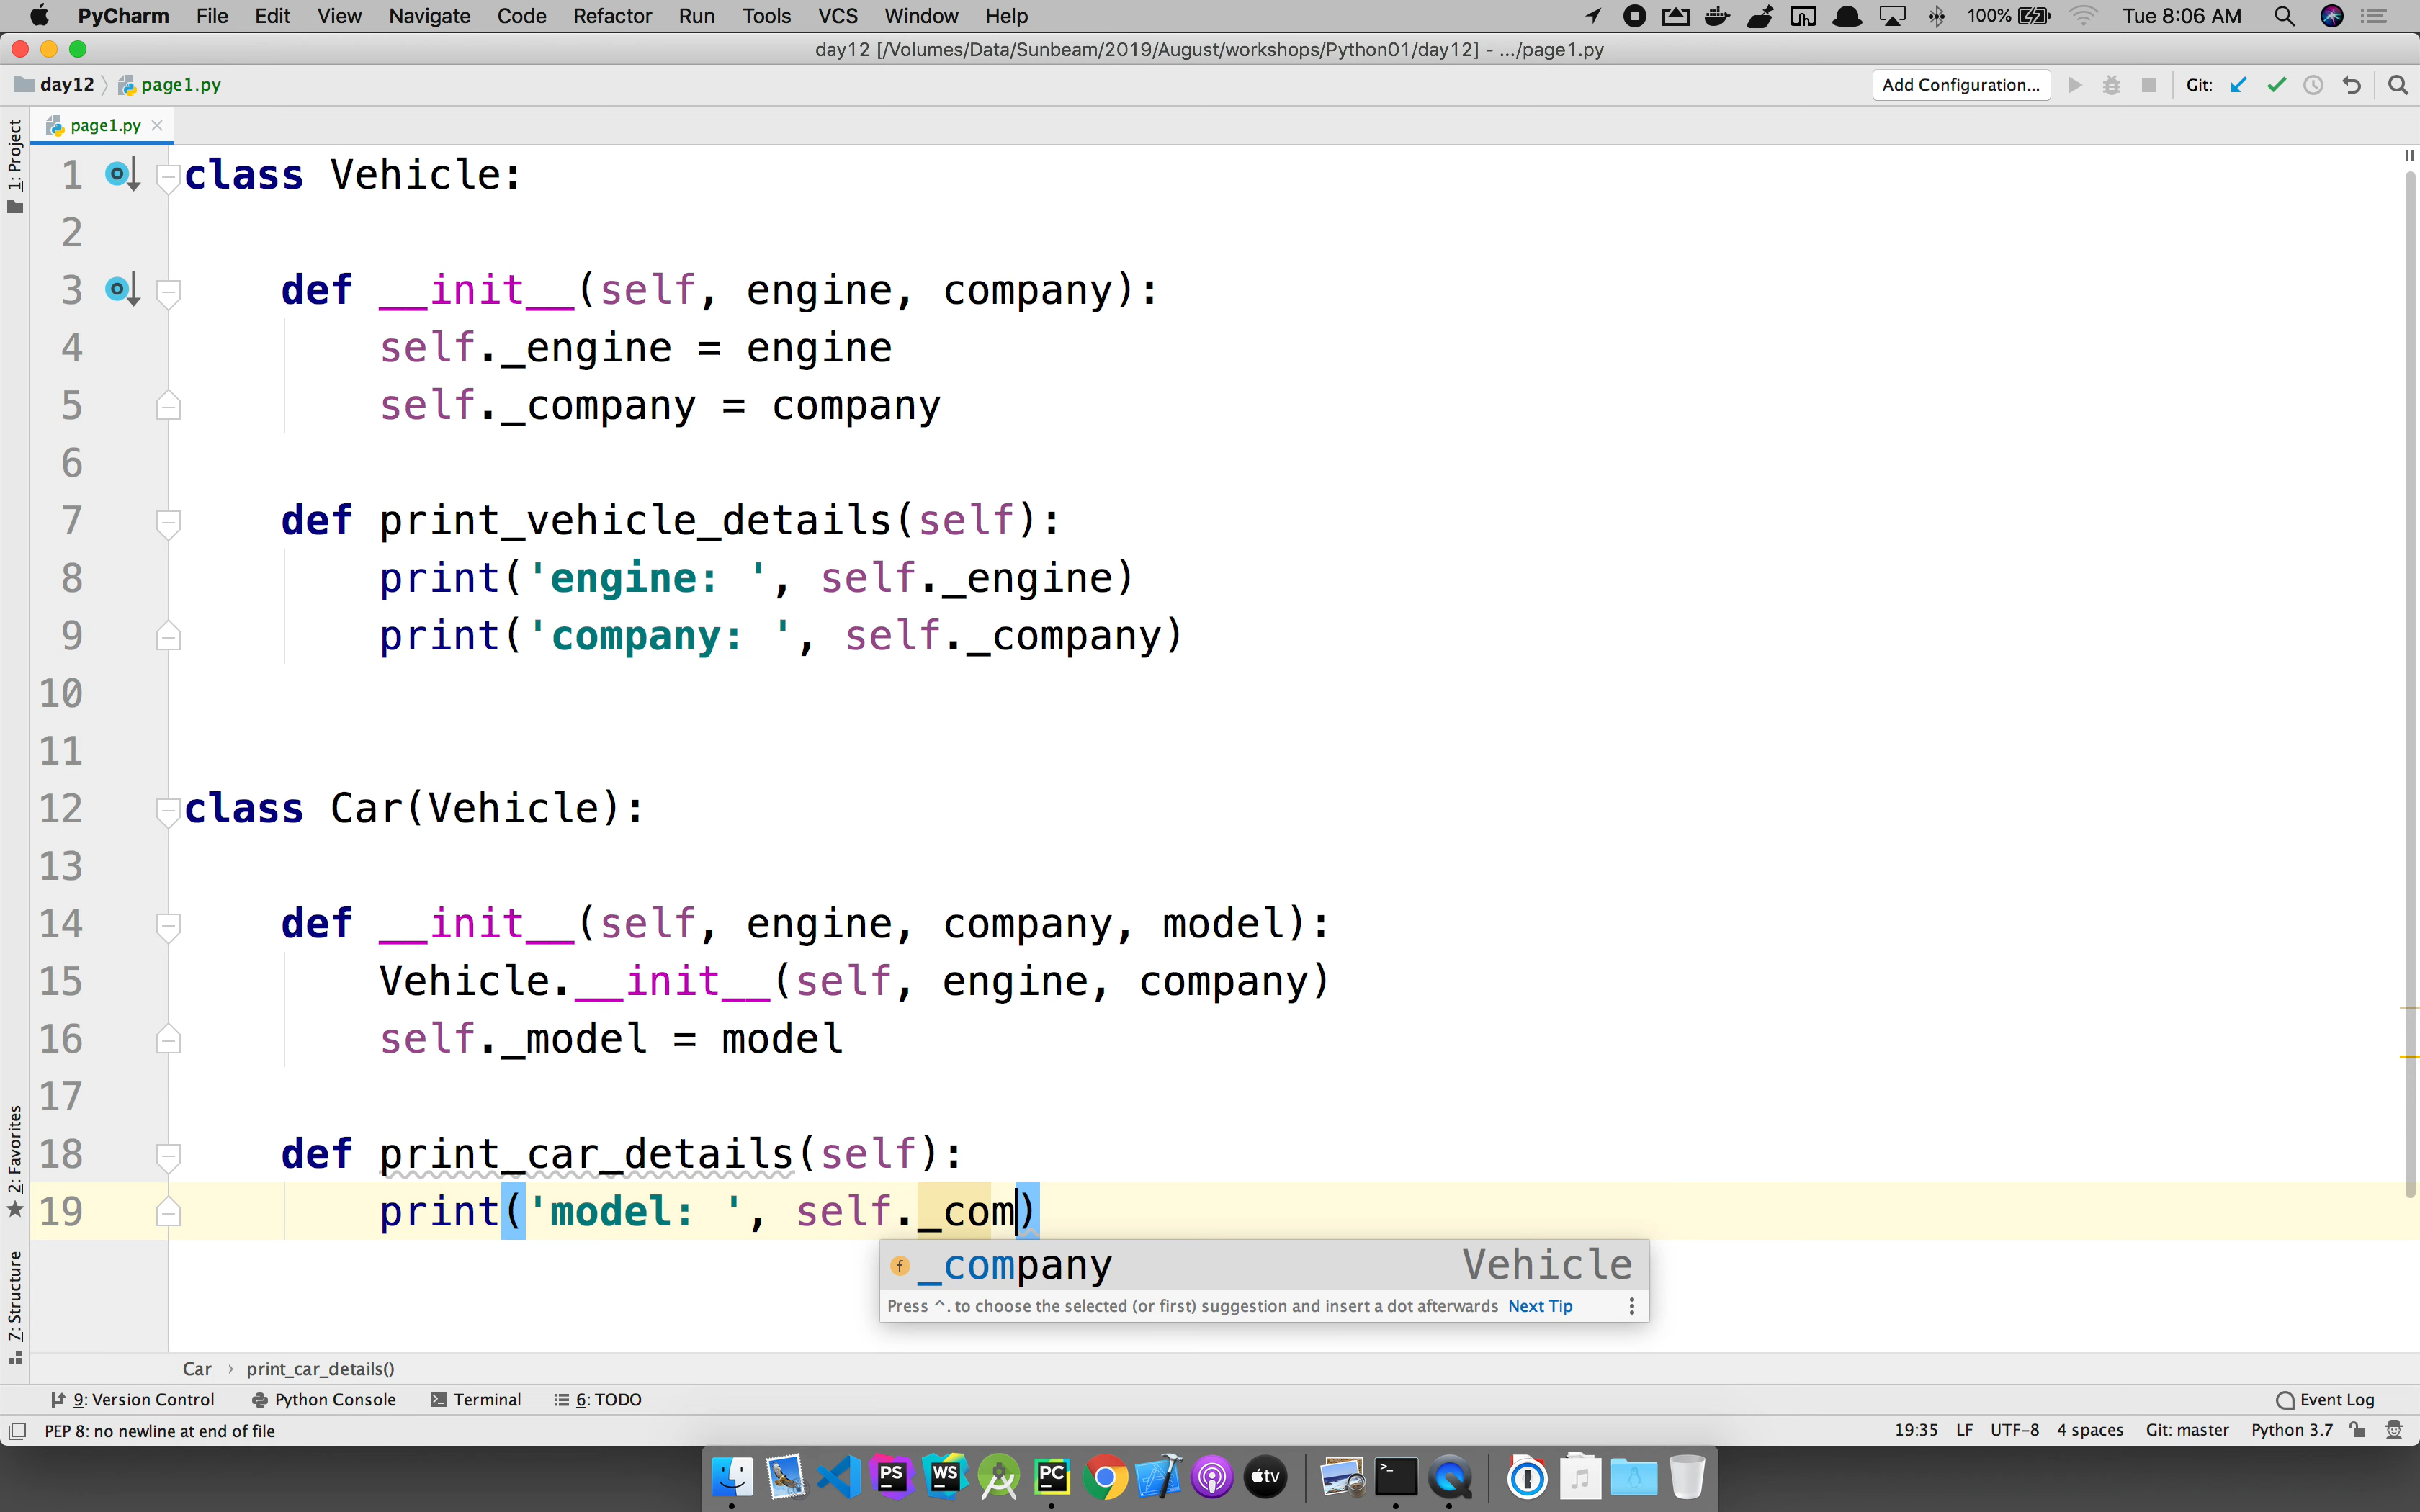 PyCharm File Edit View Navigate Code Refactor Run Tools VCS Window Help 100% Tue 8:06 AM
day12 [/Volumes/Data/Sunbeam/2019/August/workshops/Python01/day12] - .../page1.py
day12 page1.py Add Configuration... Git:
page1.py
1: Project
1 class Vehicle:
2
3 def __init__(self, engine, company):
4 self._engine = engine
5 self._company = company
6
7 def print_vehicle_details(self):
8 print('engine: ', self._engine)
9 print('company: ', self._company)
10
11
12 class Car(Vehicle):
13
14 def __init__(self, engine, company, model):
15 Vehicle.__init__(self, engine, company)
16 self._model = model
17
18 def print_car_details(self):
19 print('model: ', self._com)
_company Vehicle
Press ^. to choose the selected (or first) suggestion and insert a dot afterwards Next Tip
2: Favorites
7: Structure
Car › print_car_details()
9: Version Control Python Console Terminal 6: TODO Event Log
PEP 8: no newline at end of file 19:35 LF UTF-8 4 spaces Git: master Python 3.7
PS WS PC tv